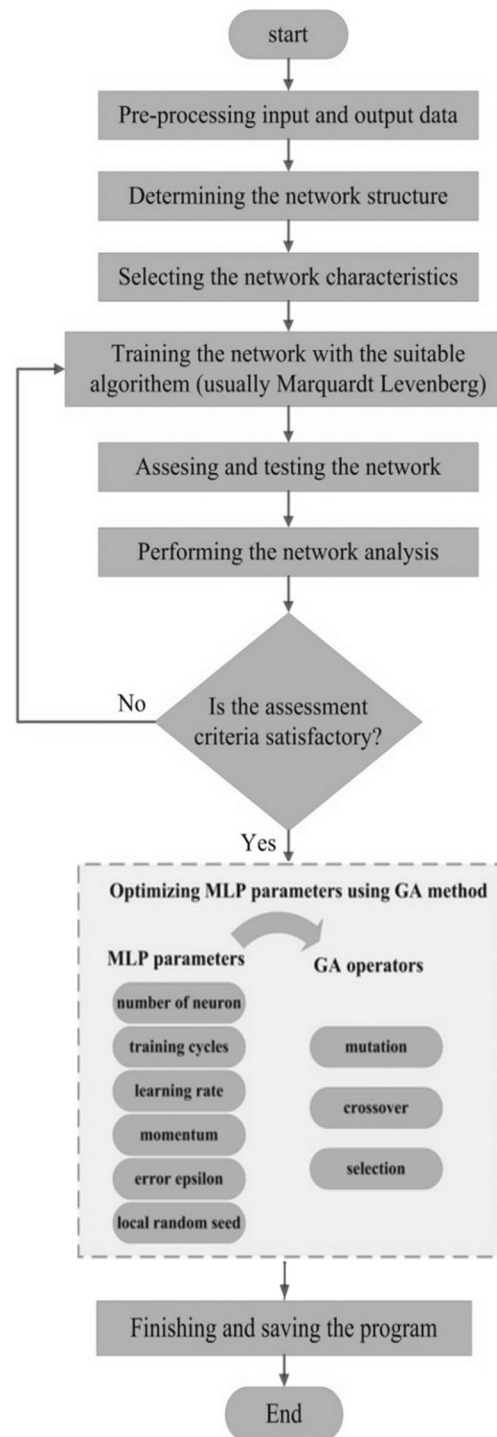 start
Pre-processing input and output data
Determining the network structure
Selecting the network characteristics
Training the network with the suitable
algorithem (usually Marquardt Levenberg)
Assesing and testing the network
Performing the network analysis
Is the assessment
criteria satisfactory?
No
Yes
Optimizing MLP parameters using GA method
MLP parameters
number of neuron
training cycles
learning rate
momentum
error epsilon
local random seed
GA operators
mutation
crossover
selection
Finishing and saving the program
End